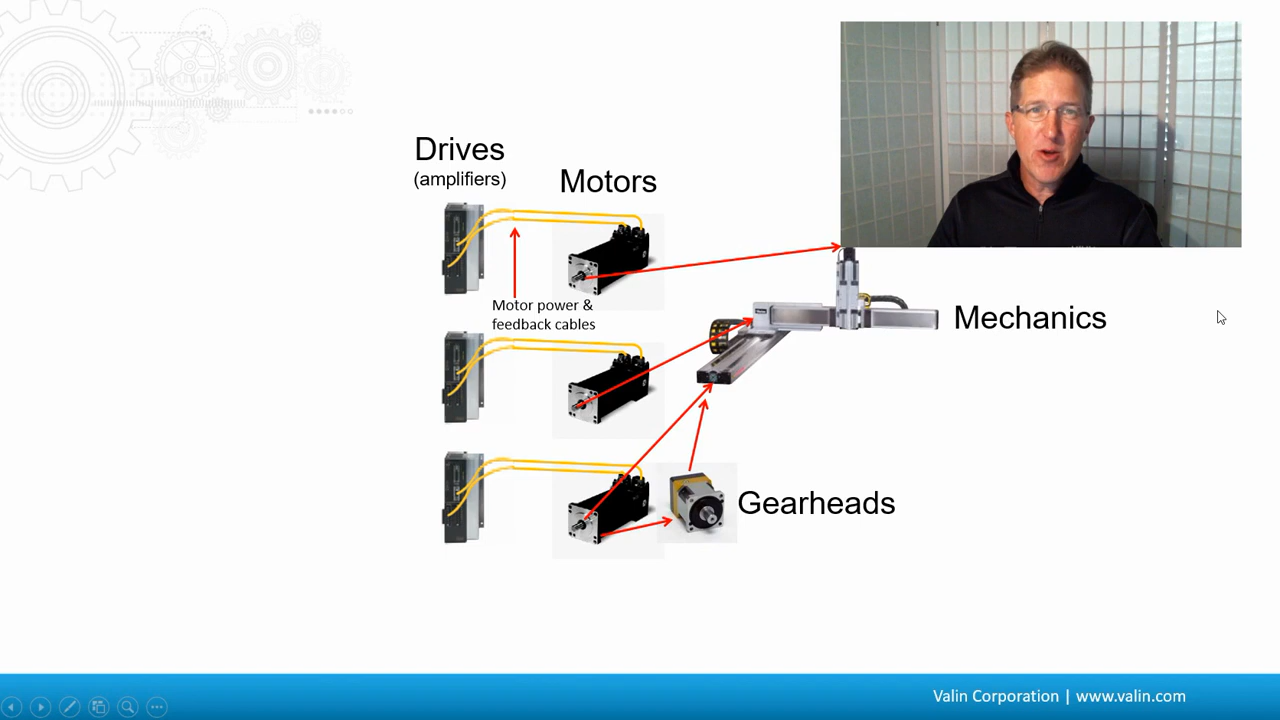 Drives
(amplifiers)
Motors
Motor power &
feedback cables
Mechanics
Gearheads
Valin Corporation | www.valin.com